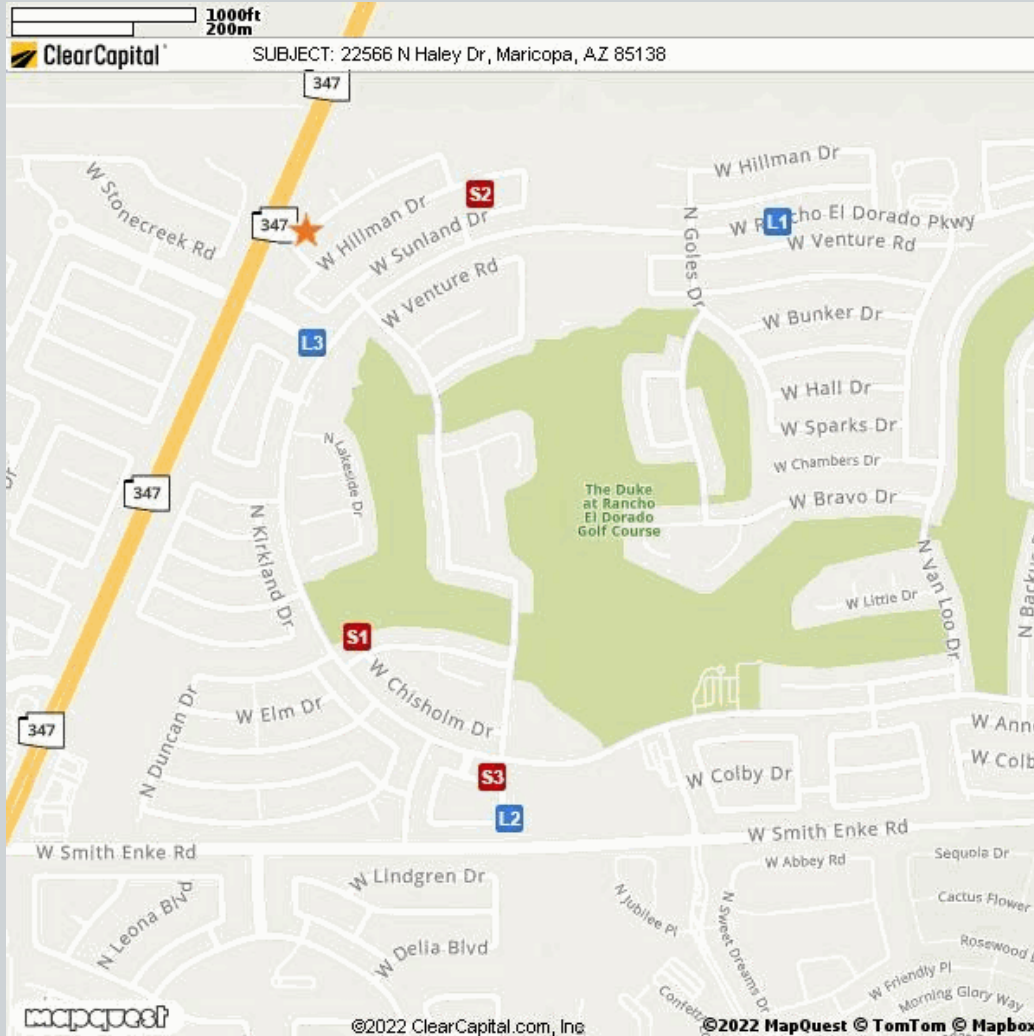 1000ft
200m
ClearCapital
SUBJECT: 22566 N Haley Dr, Maricopa, AZ 85138
347
W Hillman Dr
W Stonecreek Rd
S2
W Hillman Dr
347
W Sunland Dr
N Goles Dr
L1
W Venture Rd
W Venture Rd
W Bunker Dr
L3
W Hall Dr
W Sparks Dr
N Lakeside Dr
W Chambers Dr
347
The Duke
at Rancho
El Dorado
Golf Course
W Bravo Dr
N Kirkland Dr
N Van Loo Dr
W Little Dr
S1
W Chisholm Dr
N Duncan Dr
W Elm Dr
347
S3
W Colby Dr
L2
W Smith Enke Rd
W Smith Enke Rd
W Abbey Rd
Sequoia Dr
W Lindgren Dr
N Leona Blvd
N Jubilee Pl
N Sweet Dreams Dr
Cactus Flower
W Delia Blvd
Rosewood
W Friendly Pl
Morning Glory Way
mapquest
©2022 ClearCapital.com, Inc
©2022 MapQuest © TomTom © Mapbox